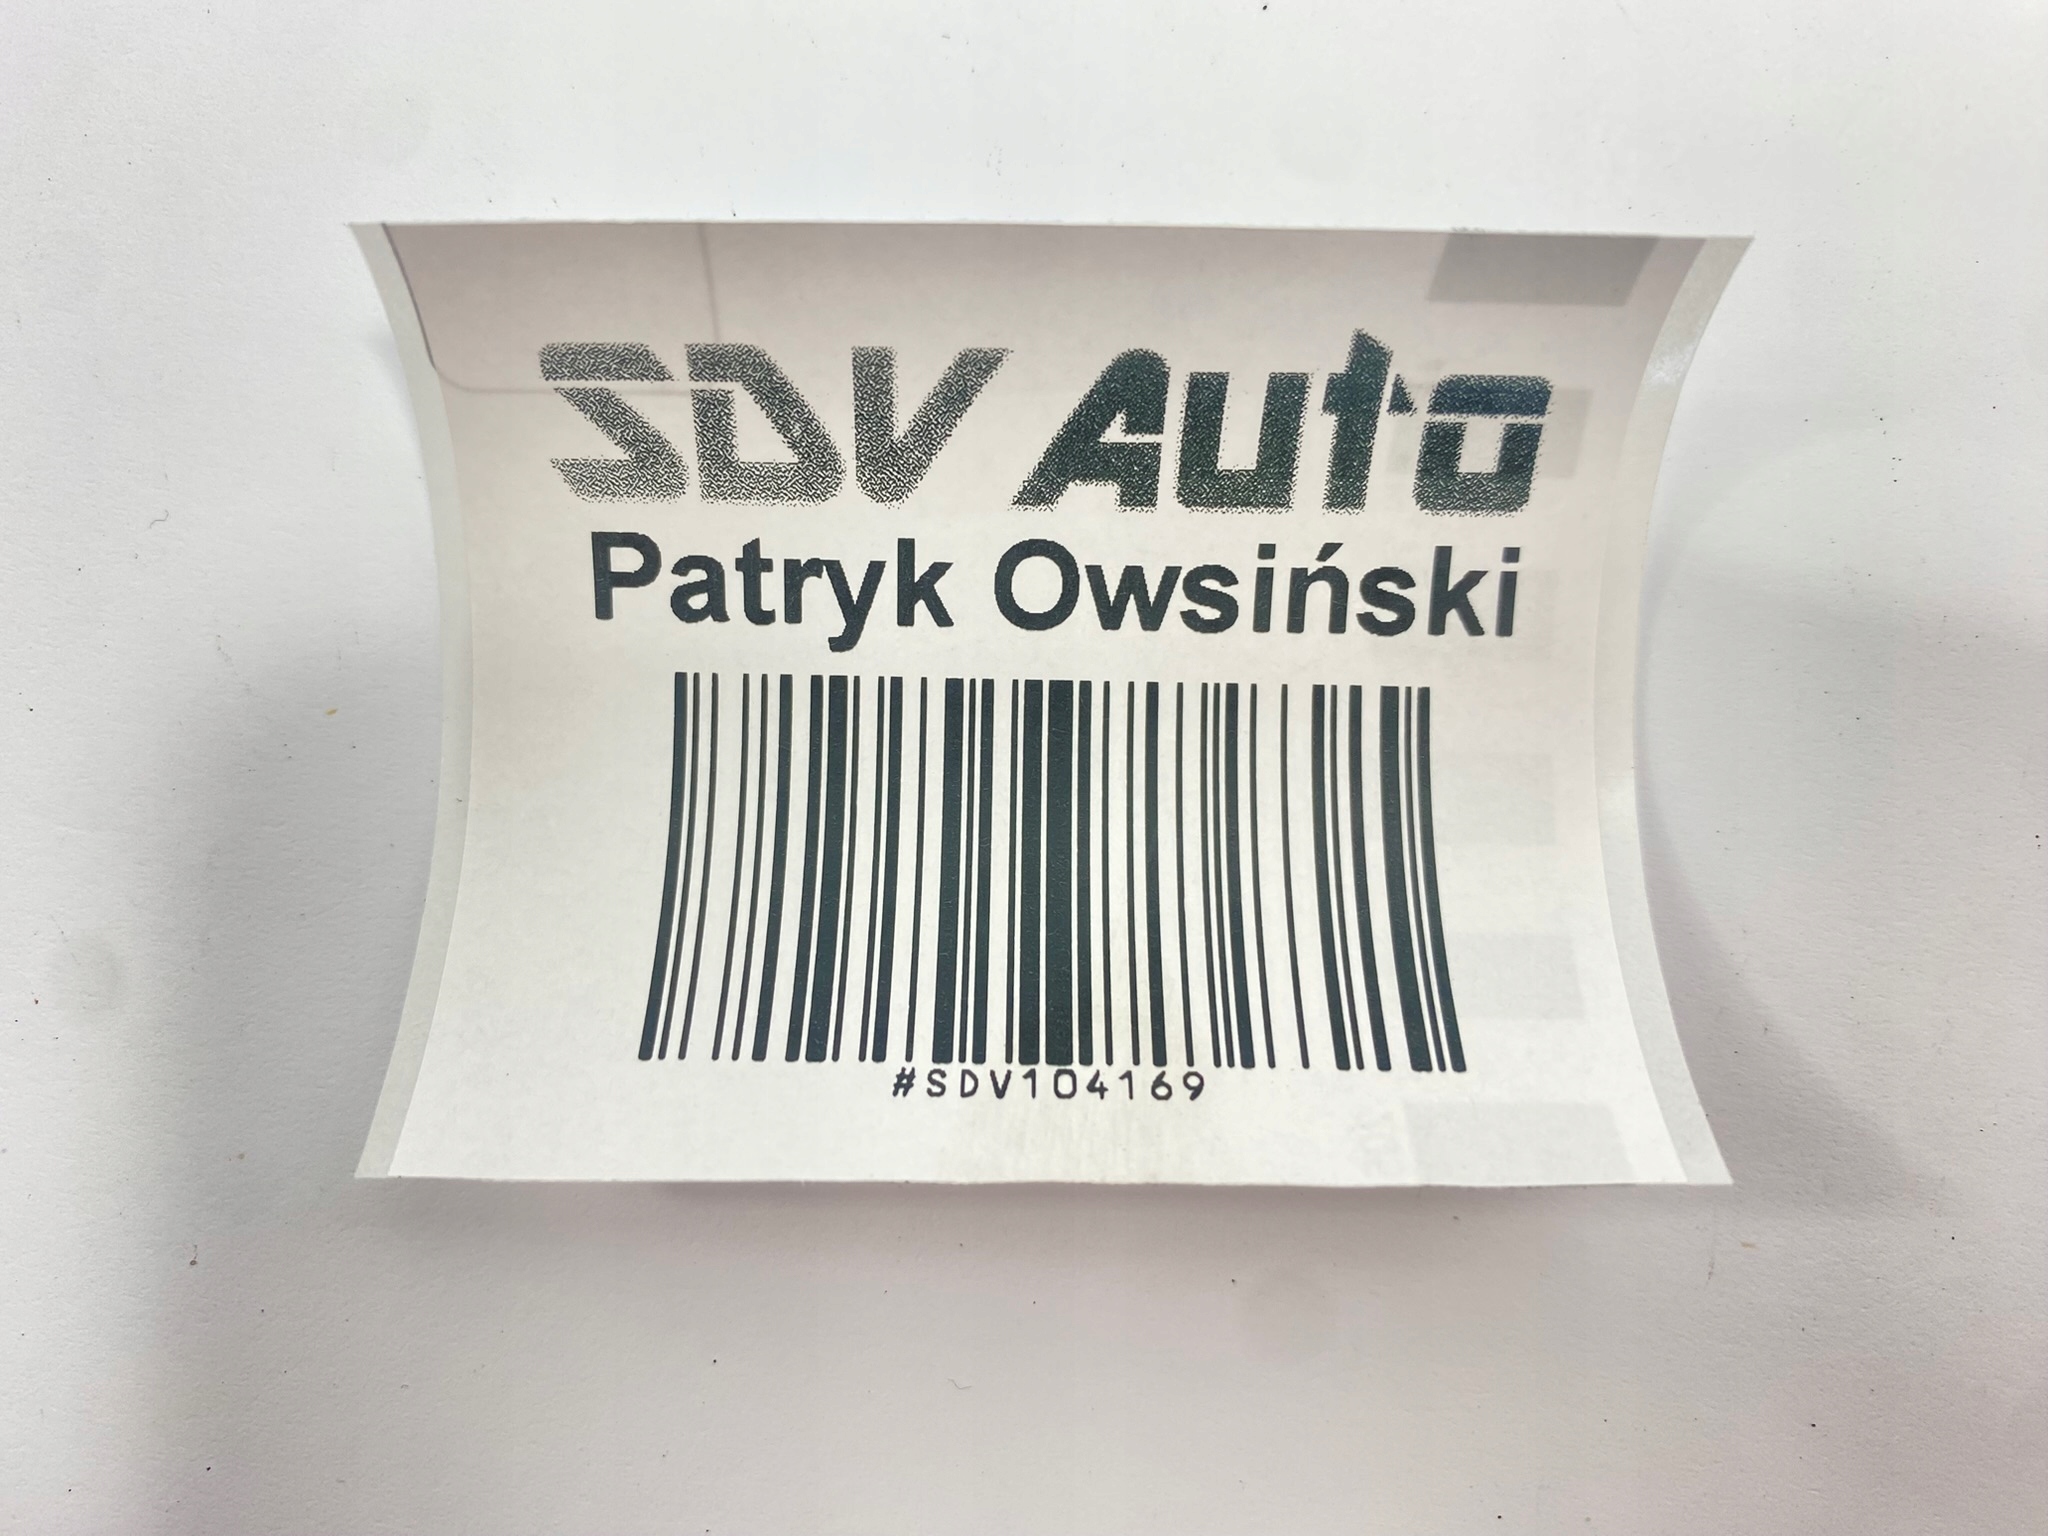 SDV Auto
Patryk Owsiński
#SDV104169